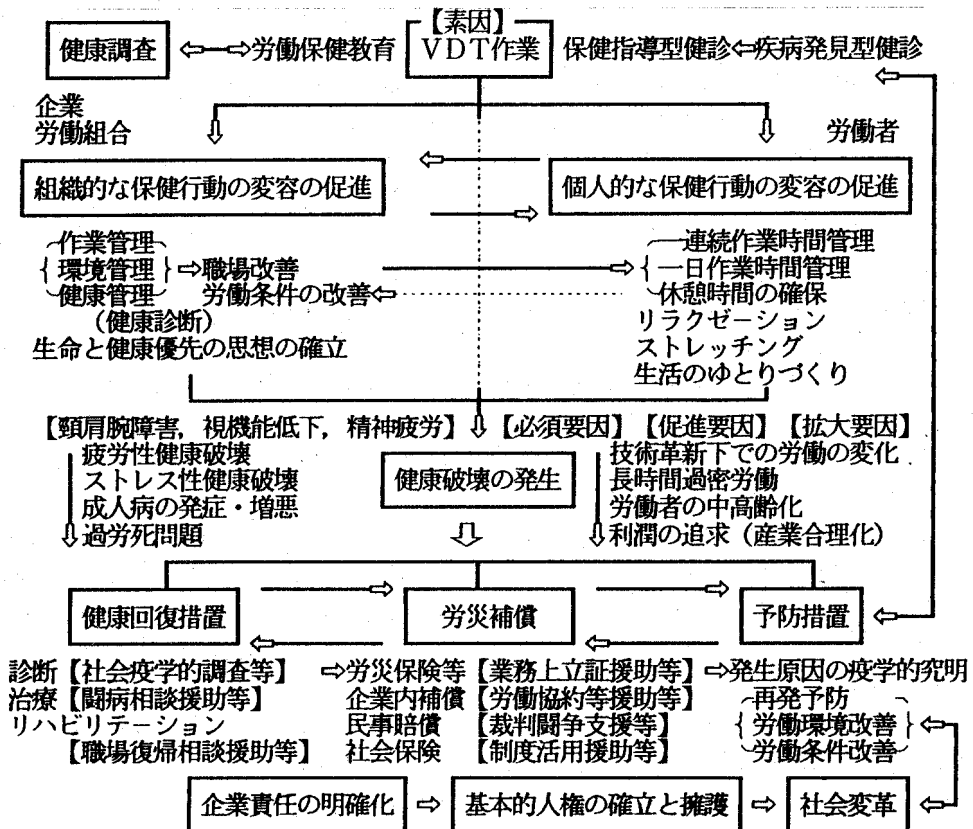 【素因】
健康調査 ⇔ 労働保健教育 VDT作業 保健指導型健診⇐疾病発見型健診
企業
労働組合 労働者
組織的な保健行動の変容の促進 個人的な保健行動の変容の促進
作業管理 連続作業時間管理
環境管理 ⇨職場改善 一日作業時間管理
健康管理 労働条件の改善 休憩時間の確保
(健康診断) リラクゼーション
生命と健康優先の思想の確立 ストレッチング
生活のゆとりづくり
【頸肩腕障害,視機能低下,精神疲労】 【必須要因】 【促進要因】 【拡大要因】
疲労性健康破壊 技術革新下での労働の変化
ストレス性健康破壊 健康破壊の発生 長時間過密労働
成人病の発症・増悪 労働者の中高齢化
過労死問題 利潤の追求(産業合理化)
健康回復措置 労災補償 予防措置
診断【社会疫学的調査等】 ⇨労災保険等【業務上立証援助等】⇨発生原因の疫学的究明
治療【闘病相談援助等】 企業内補償【労働協約等援助等】 再発予防
リハビリテーション 民事賠償【裁判闘争支援等】 労働環境改善
【職場復帰相談援助等】 社会保険【制度活用援助等】 労働条件改善
企業責任の明確化 ⇨ 基本的人権の確立と擁護 ⇨ 社会変革